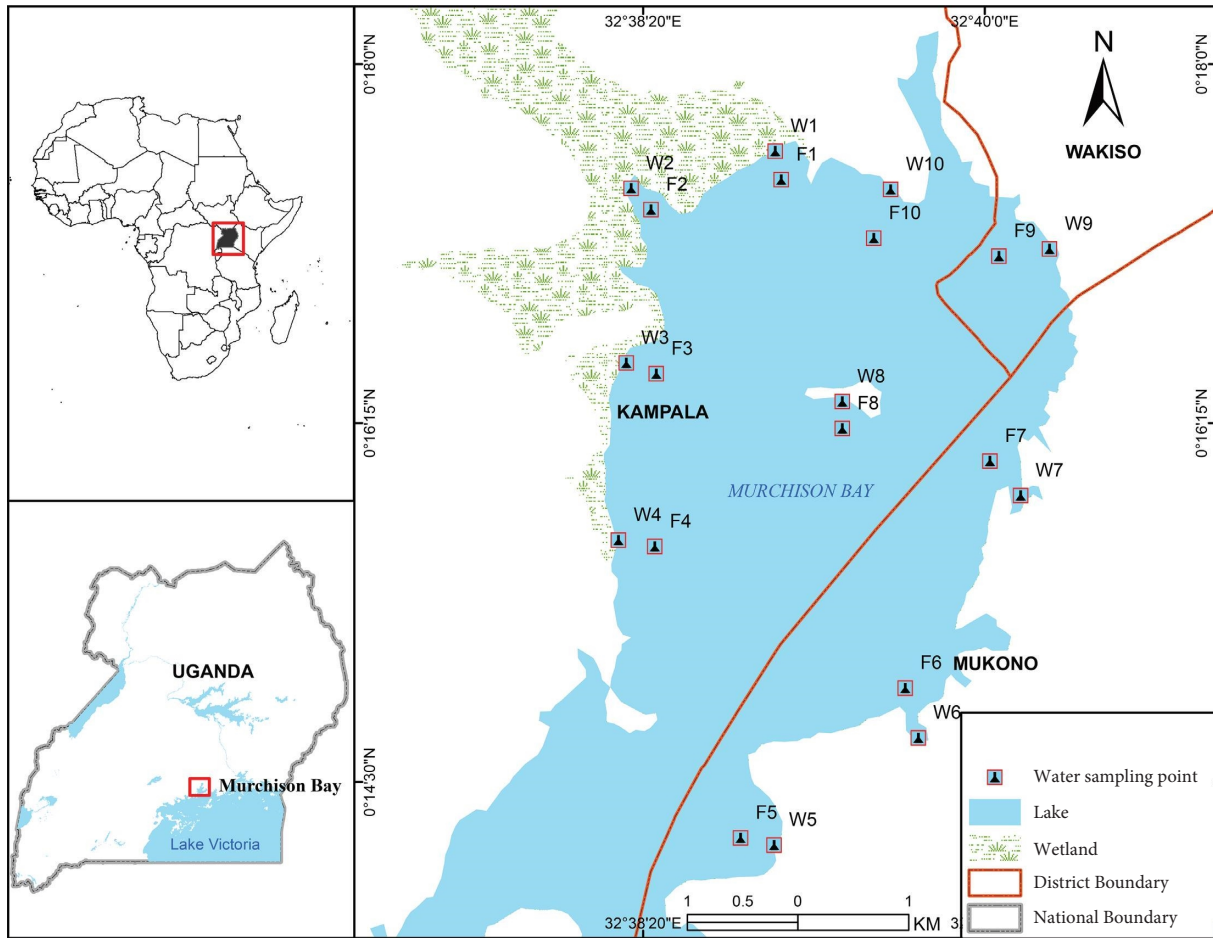 32°38'20"E
32°40'0"E
0°18'0"N
0°18'0"N
N
WAKISO
W1
F1
W2
F2
W10
F10
F9
W9
W3
F3
KAMPALA
W8
F8
0°16'15"N
0°16'15"N
F7
W7
MURCHISON BAY
W4
F4
F6
MUKONO
W6
F5
W5
0°14'30"N
1
0.5
0
1
KM
32°38'20"E
UGANDA
Murchison Bay
Lake Victoria
Water sampling point
Lake
Wetland
District Boundary
National Boundary